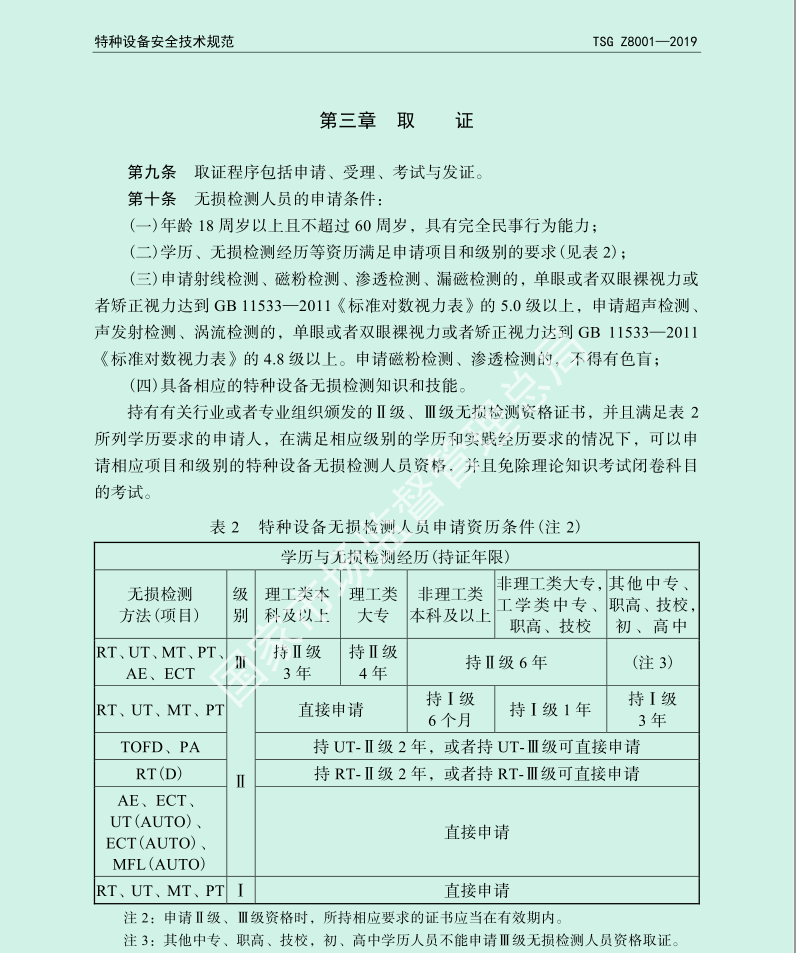 特种设备安全技术规范 TSG Z8001—2019
第三章 取 证
第九条 取证程序包括申请、受理、考试与发证。
第十条 无损检测人员的申请条件：
(一)年龄 18 周岁以上且不超过 60 周岁，具有完全民事行为能力；
(二)学历、无损检测经历等资历满足申请项目和级别的要求(见表 2)；
(三)申请射线检测、磁粉检测、渗透检测、漏磁检测的，单眼或者双眼裸视力或
者矫正视力达到 GB 11533—2011《标准对数视力表》的 5.0 级以上，申请超声检测、
声发射检测、涡流检测的，单眼或者双眼裸视力或者矫正视力达到 GB 11533—2011
《标准对数视力表》的 4.8 级以上。申请磁粉检测、渗透检测的，不得有色盲；
(四)具备相应的特种设备无损检测知识和技能。
持有有关行业或者专业组织颁发的Ⅱ级、Ⅲ级无损检测资格证书，并且满足表 2
所列学历要求的申请人，在满足相应级别的学历和实践经历要求的情况下，可以申
请相应项目和级别的特种设备无损检测人员资格，并且免除理论知识考试闭卷科目
的考试。
表 2 特种设备无损检测人员申请资历条件(注 2)
学历与无损检测经历(持证年限)
无损检测
方法(项目)
级
别
理工类本
科及以上
理工类
大专
非理工类
本科及以上
非理工类大专，
工学类中专、
职高、技校
其他中专、
职高、技校，
初、高中
RT、UT、MT、PT、
AE、ECT
Ⅲ
持Ⅱ级
3 年
持Ⅱ级
4 年
持Ⅱ级 6 年
(注 3)
RT、UT、MT、PT
Ⅱ
直接申请
持Ⅰ级
6 个月
持Ⅰ级 1 年
持Ⅰ级
3 年
TOFD、PA
持 UT-Ⅱ级 2 年，或者持 UT-Ⅲ级可直接申请
RT(D)
持 RT-Ⅱ级 2 年，或者持 RT-Ⅲ级可直接申请
AE、ECT、
UT(AUTO)、
ECT(AUTO)、
MFL(AUTO)
直接申请
RT、UT、MT、PT
Ⅰ
直接申请
注 2：申请Ⅱ级、Ⅲ级资格时，所持相应要求的证书应当在有效期内。
注 3：其他中专、职高、技校，初、高中学历人员不能申请Ⅲ级无损检测人员资格取证。
国家市场监督管理总局